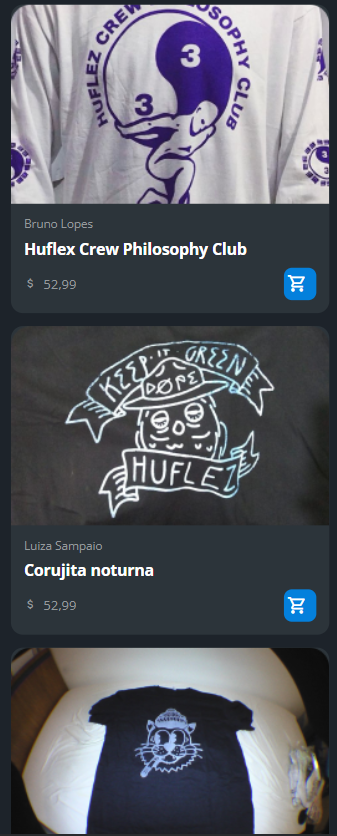 HUFLEZ CREW PHILOSOPHY CLUB
3
3
Bruno Lopes
Huflex Crew Philosophy Club
$ 52,99
KEEP·IT GREENE
DOPE
HUFLEZ
Luiza Sampaio
Corujita noturna
$ 52,99